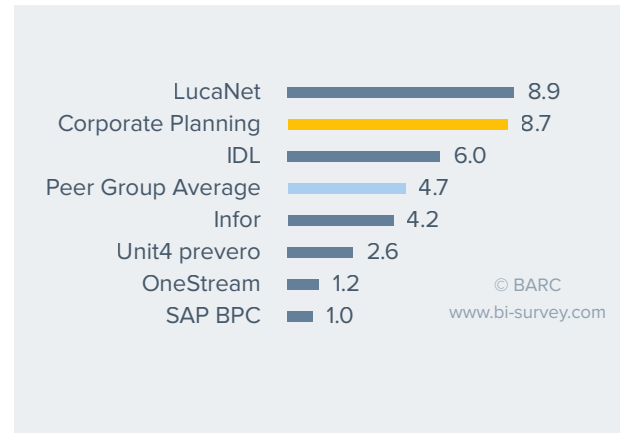 LucaNet 8.9
Corporate Planning 8.7
IDL 6.0
Peer Group Average 4.7
Infor 4.2
Unit4 prevero 2.6
OneStream 1.2
SAP BPC 1.0
© BARC
www.bi-survey.com